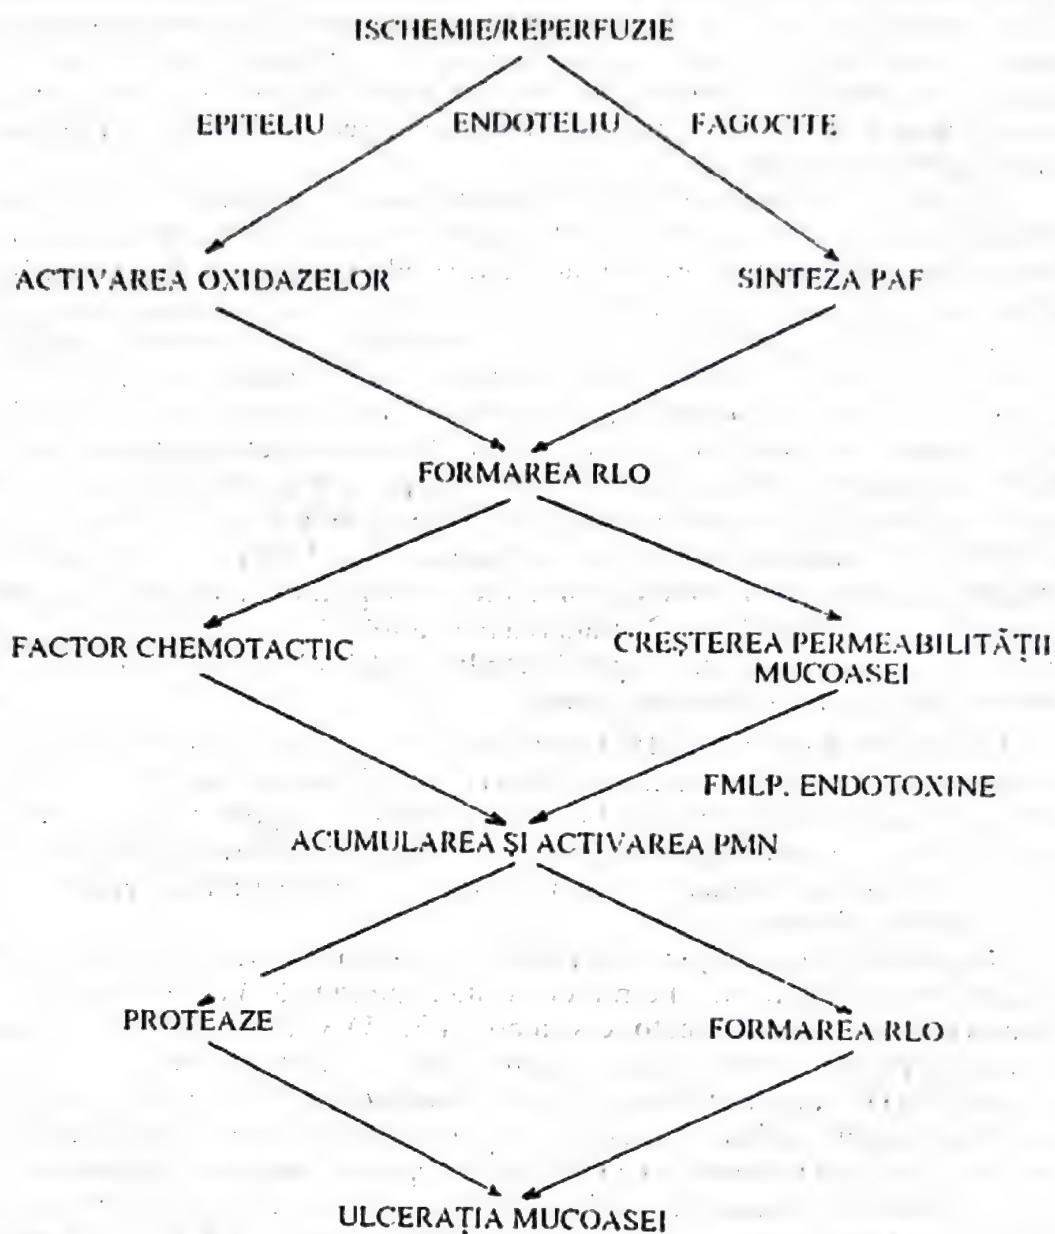 ISCHEMIE/REPERFUZIE
EPITELIU ENDOTELIU FAGOCITE
ACTIVAREA OXIDAZELOR SINTEZA PAF
FORMAREA RLO
FACTOR CHEMOTACTIC CREȘTEREA PERMEABILITĂȚII
MUCOASEI
FMLP. ENDOTOXINE
ACUMULAREA ȘI ACTIVAREA PMN
PROTEAZE FORMAREA RLO
ULCERAȚIA MUCOASEI